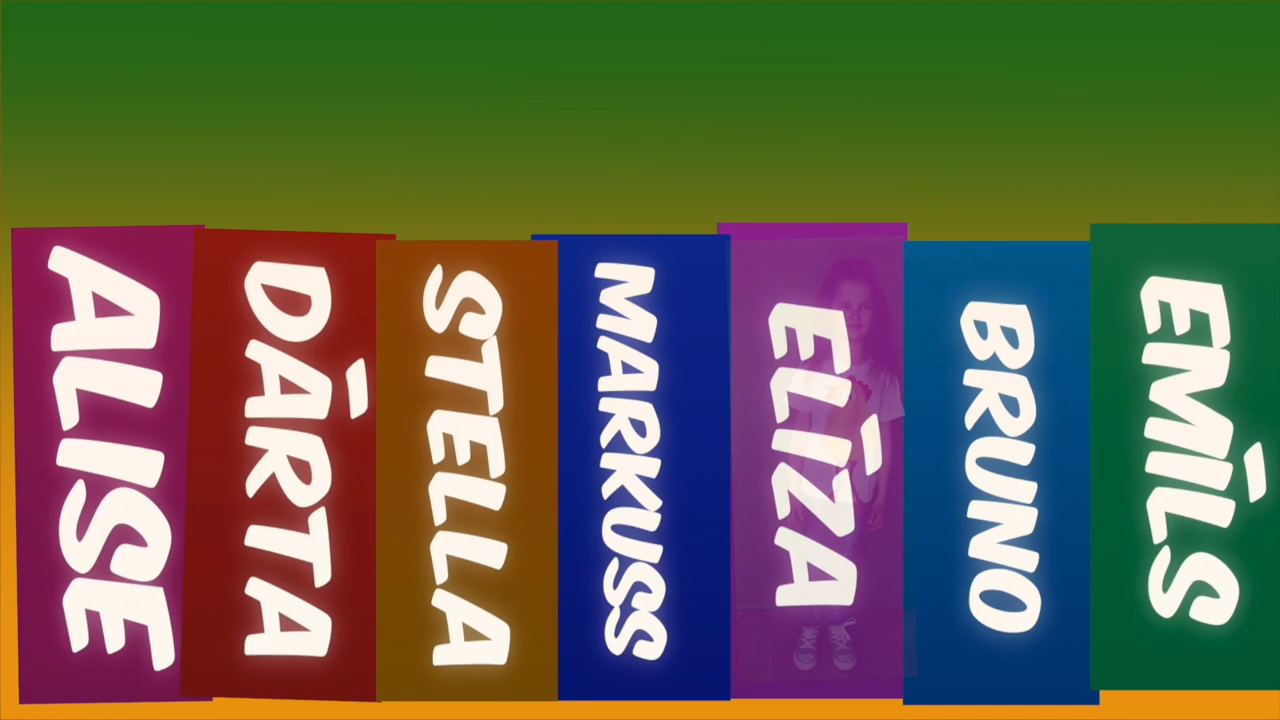 ALISE
DĀRTA
STELLA
MARKUSS
ELĪZA
BRUNO
EMĪLS